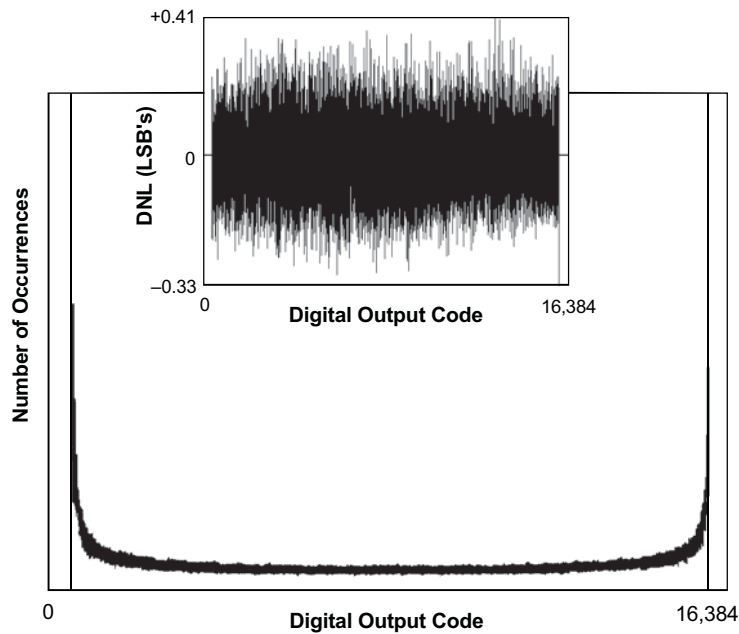 +0.41
DNL (LSB's)
0
–0.33
0
16,384
Digital Output Code
Number of Occurrences
0
16,384
Digital Output Code